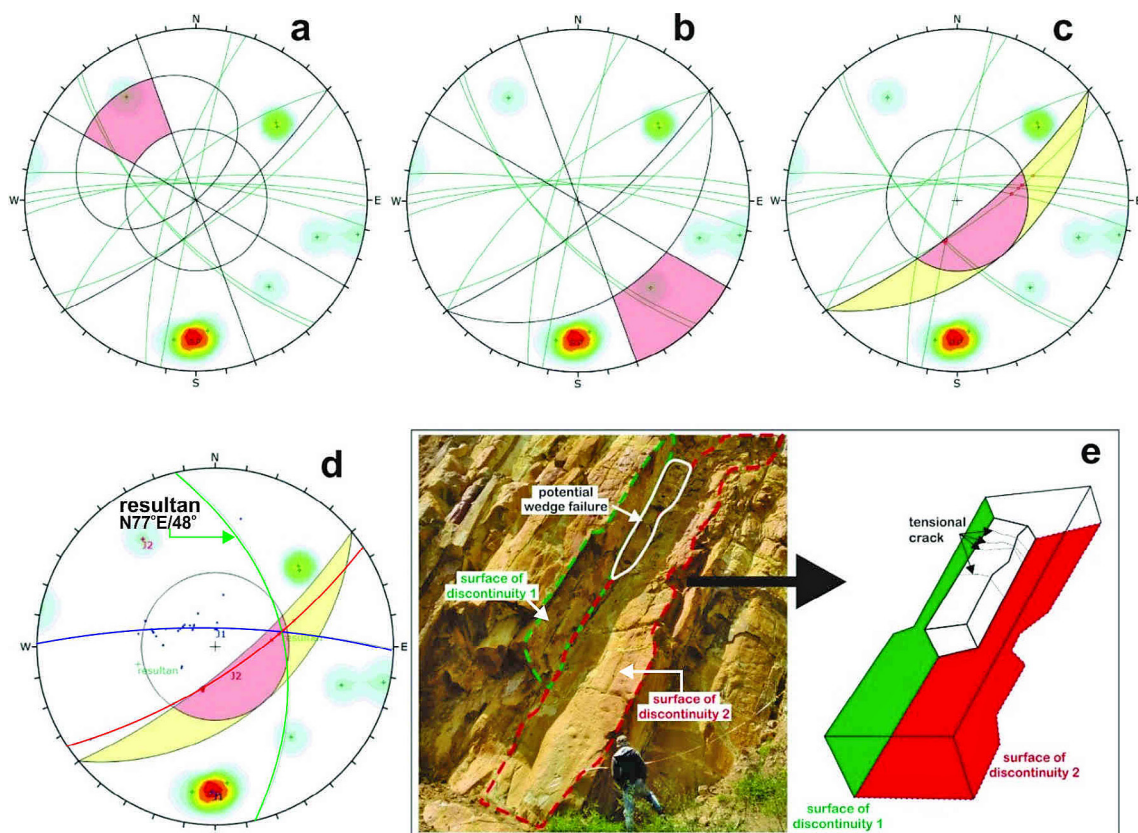 a
N
W
E
S
b
N
W
E
S
c
N
W
E
S
d
N
W
E
S
resultan
N77°E/48°
J2
J1
resultan
J2
J1
e
potential
wedge failure
surface of
discontinuity 1
surface of
discontinuity 2
tensional
crack
surface of
discontinuity 2
surface of
discontinuity 1